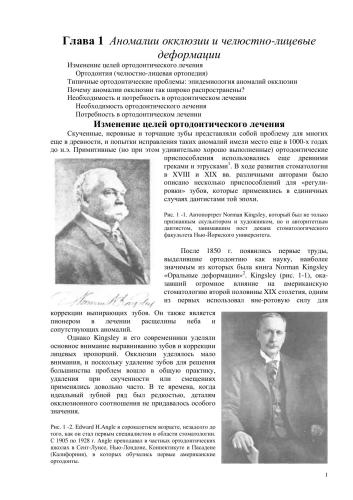 Глава 1 Аномалии окклюзии и челюстно-лицевые
деформации
Изменение целей ортодонтического лечения
Ортодонтия (челюстно-лицевая ортопедия)
Типичные ортодонтические проблемы: эпидемиология аномалий окклюзии
Почему аномалии окклюзии так широко распространены?
Необходимость и потребность в ортодонтическом лечении
Необходимость ортодонтического лечения
Потребность в ортодонтическом лечении
Изменение целей ортодонтического лечения
Скученные, неровные и торчащие зубы представляли собой проблему для многих
еще в древности, и попытки исправления таких аномалий имели место еще в 1000-х годах
до н.э. Примитивные (но при этом удивительно хорошо выполненные) ортодонтические
приспособления использовались еще древними
греками и этрусками¹. В ходе развития стоматологии
в XVIII и XIX вв. различными авторами было
описано несколько приспособлений для «регули-
ровки» зубов, которые применялись в единичных
случаях дантистами той эпохи.
Рис. 1 -1. Автопортрет Norman Kingsley, который был не только
признанным скульптором и художником, но и авторитетным
дантистом, занимавшим пост декана стоматологического
факультета Нью-Йоркского университета.
После 1850 г. появились первые труды,
выделившие ортодонтию как науку, наиболее
значимым из которых была книга Norman Kingsley
«Оральные деформации»². Kingsley (рис. 1-1), ока-
завший огромное влияние на американскую
стоматологию второй половины XIX столетия, одним
из первых использовал вне-ротовую силу для
коррекции выпирающих зубов. Он также является
пионером в лечении расщелины неба и
сопутствующих аномалий.
Однако Kingsley и его современники уделяли
основное внимание выравниванию зубов и коррекции
лицевых пропорций. Окклюзии уделялось мало
внимания, и поскольку удаление зубов для решения
большинства проблем вошло в общую практику,
удаления при скученности или смещениях
применялись довольно часто. В те времена, когда
идеальный зубной ряд был редкостью, деталям
окклюзионного соотношения не придавалось особого
значения.
Рис. 1 -2. Edward H.Angle в сорокалетнем возрасте, незадолго до
того, как он стал первым специалистом в области стоматологии.
С 1905 по 1928 г. Angle преподавал в частных ортодонтических
школах в Сент-Луисе, Нью-Лондоне, Коннектикуте и Пасадене
(Калифорния), в которых обучались первые американские
ортодонты.
1